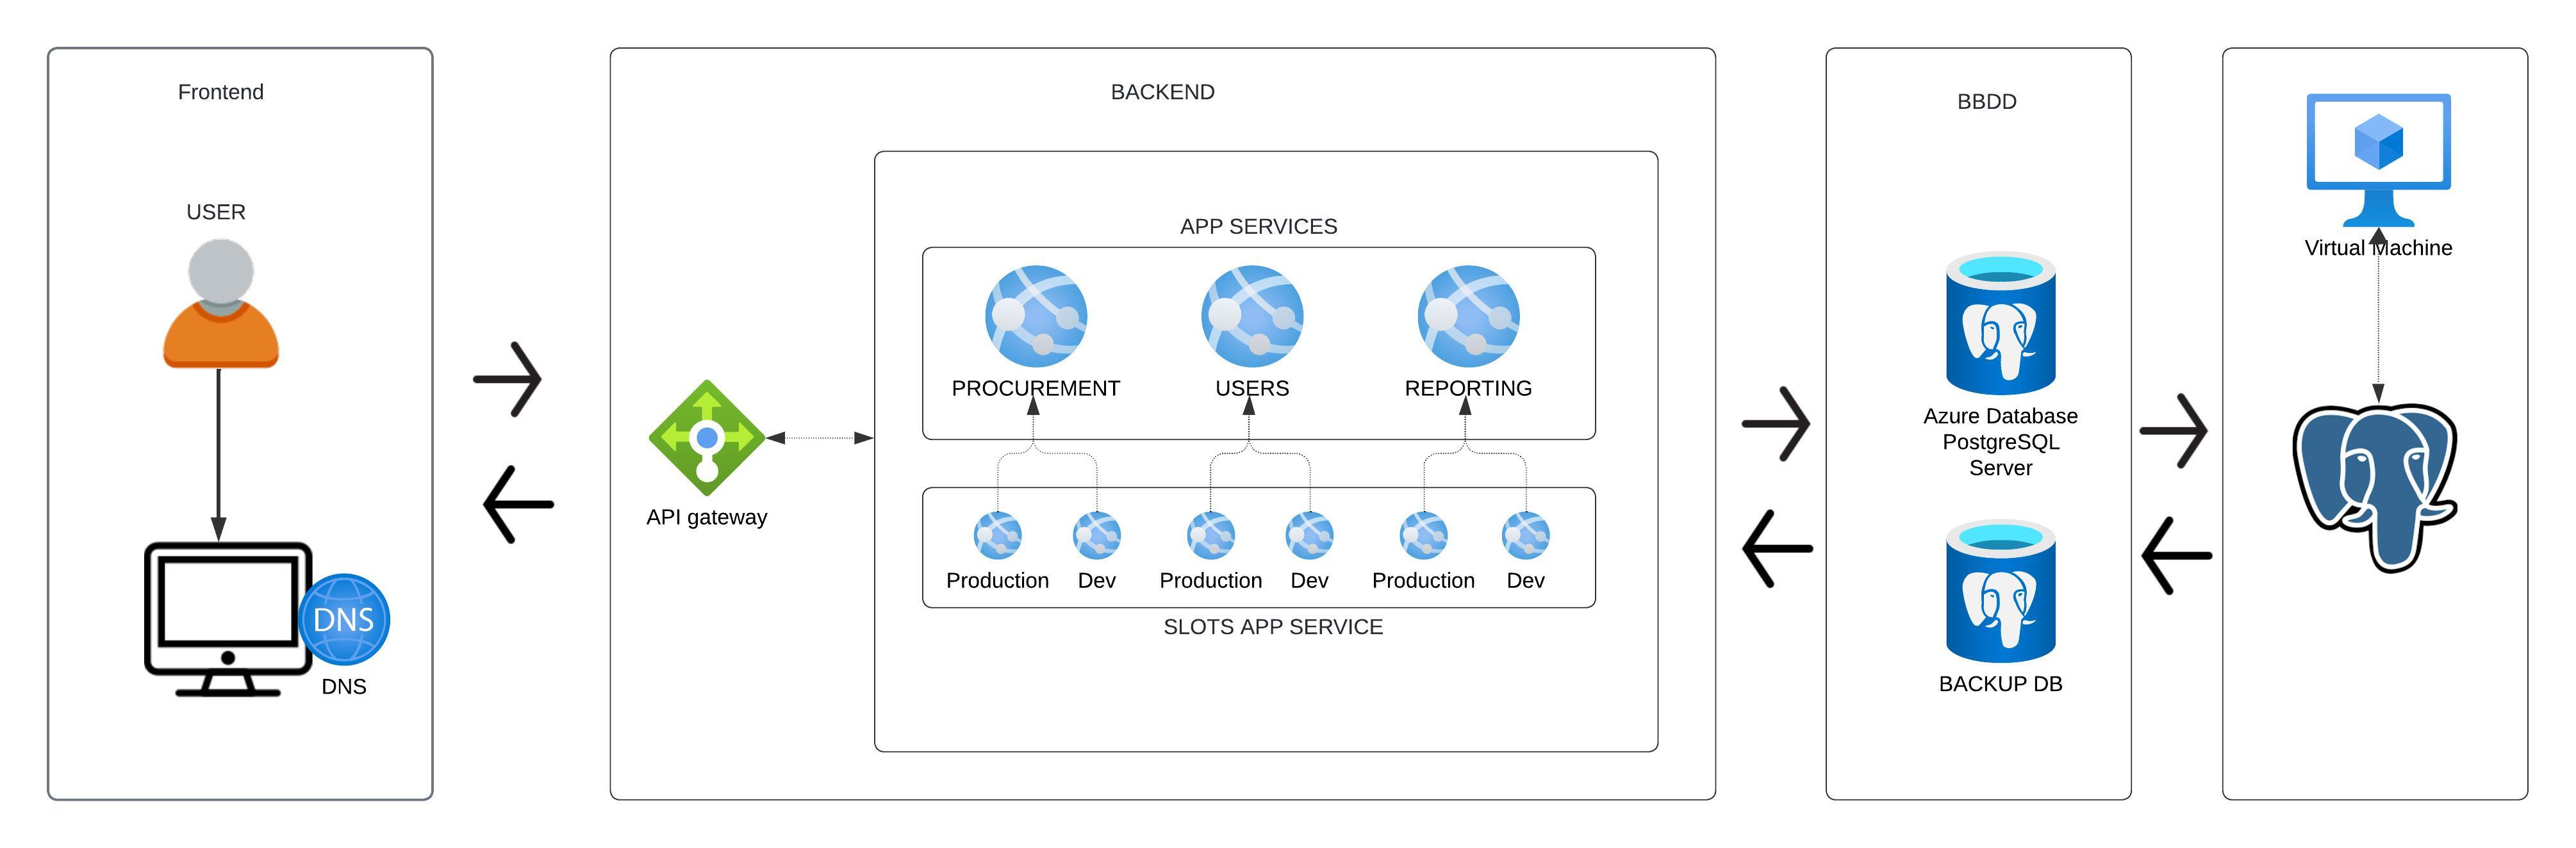 Frontend
USER
DNS
DNS
BACKEND
API gateway
APP SERVICES
PROCUREMENT
USERS
REPORTING
Production
Dev
Production
Dev
Production
Dev
SLOTS APP SERVICE
BBDD
Azure Database
PostgreSQL
Server
BACKUP DB
Virtual Machine